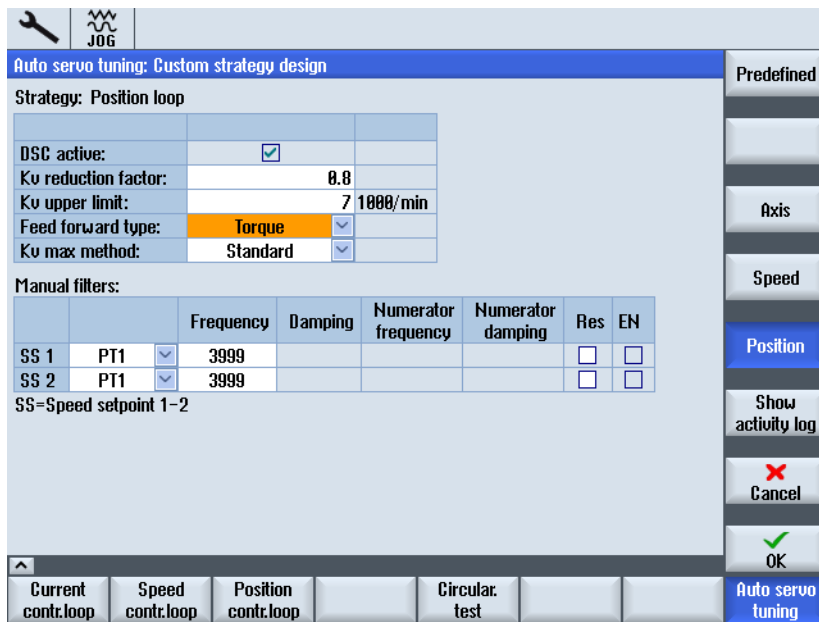 JOG
Auto servo tuning: Custom strategy design
Predefined
Strategy: Position loop
DSC active:
Kv reduction factor: 0.8
Kv upper limit: 7 1000/min
Feed forward type: Torque
Kv max method: Standard
Axis
Manual filters:
Speed
Frequency Damping Numerator frequency Numerator damping Res EN
SS 1 PT1 3999
SS 2 PT1 3999
SS=Speed setpoint 1-2
Position
Show
activity log
Cancel
OK
Current contr.loop Speed contr.loop Position contr.loop Circular. test Auto servo tuning